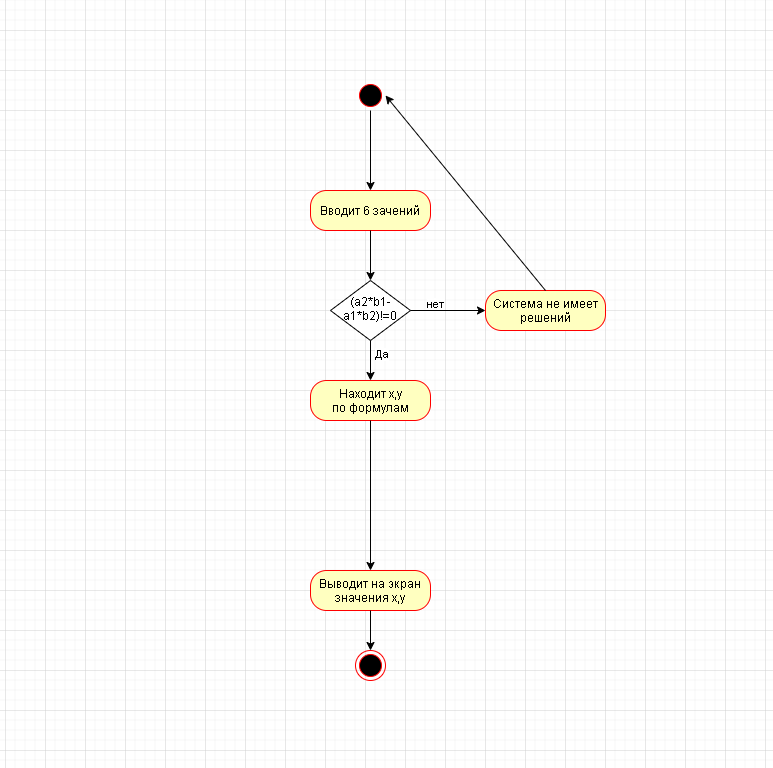 Вводит 6 зачений
(a2*b1-
a1*b2)!=0
нет
Система не имеет
решений
Да
Находит x,y
по формулам
Выводит на экран
значения x,y